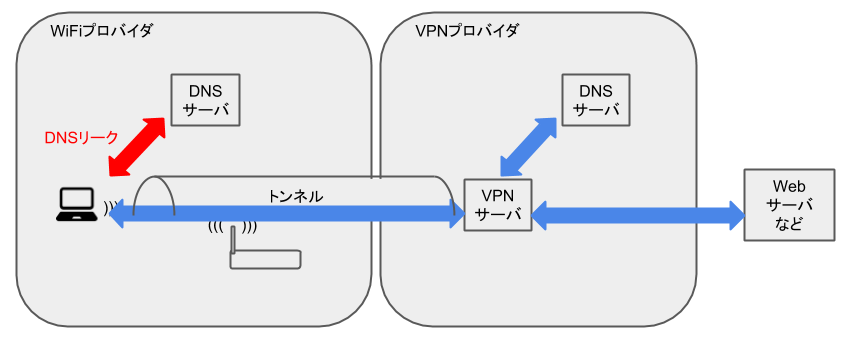 WiFiプロバイダ
VPNプロバイダ
DNS
サーバ
DNS
サーバ
DNSリーク
トンネル
VPN
サーバ
Web
サーバ
など
)))
(((
)))